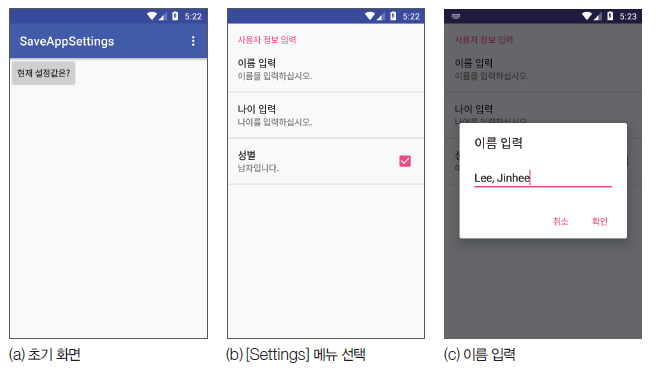 5:22
SaveAppSettings
현재 설정값은?
(a) 초기 화면
5:22
사용자 정보 입력
이름 입력
이름을 입력하십시오.
나이 입력
나이를 입력하십시오.
성별
남자입니다.
(b) [Settings] 메뉴 선택
5:23
사용자 정보 입력
이름 입력
이름을 입력하십시오.
나이 입력
나이를 입력하십시오.
이름 입력
Lee, Jinhee
취소 확인
(c) 이름 입력